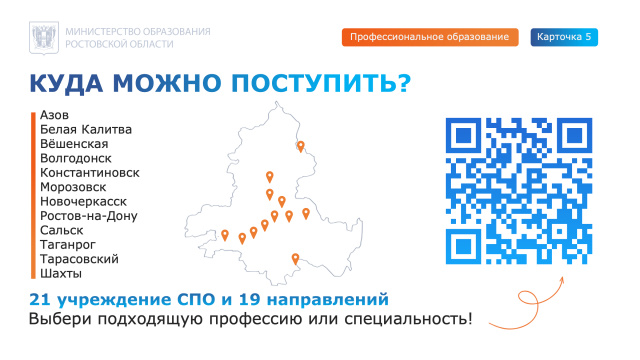 МИНИСТЕРСТВО ОБРАЗОВАНИЯ
РОСТОВСКОЙ ОБЛАСТИ
Профессиональное образование
Карточка 5
КУДА МОЖНО ПОСТУПИТЬ?
Азов
Белая Калитва
Вёшенская
Волгодонск
Константиновск
Морозовск
Новочеркасск
Ростов-на-Дону
Сальск
Таганрог
Тарасовский
Шахты
21 учреждение СПО и 19 направлений
Выбери подходящую профессию или специальность!